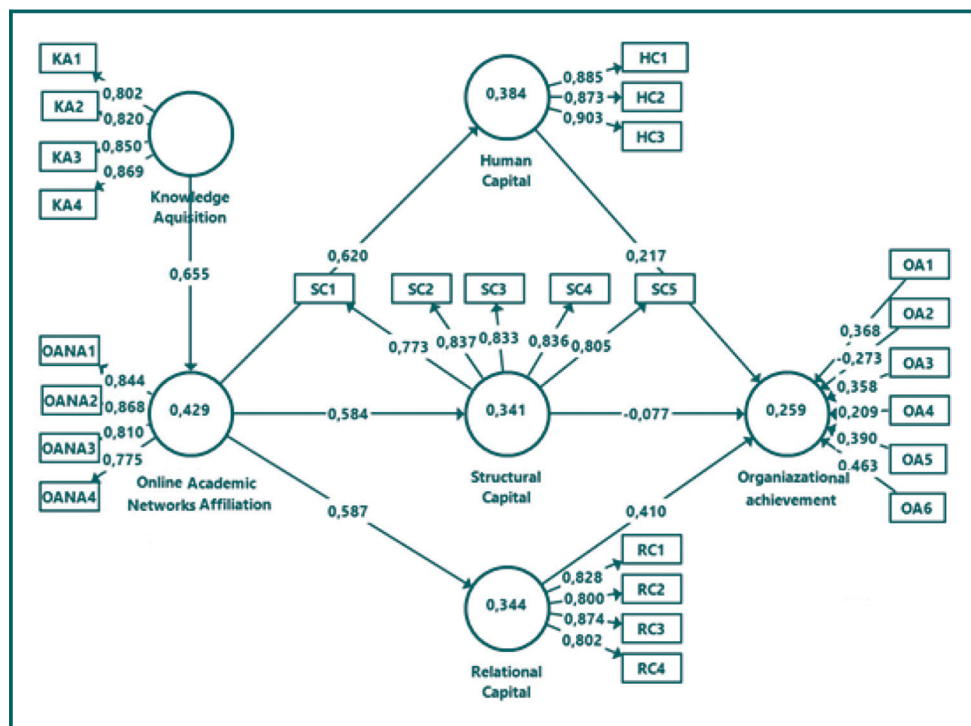 KA1
KA2
KA3
KA4
0,802
0,820
0,850
0,869
Knowledge
Aquisition
0,655
0,384
Human
Capital
0,885
0,873
0,903
HC1
HC2
HC3
0,620
0,217
SC1
SC2
SC3
SC4
SC5
0,773
0,837
0,833
0,836
0,805
OANA1
OANA2
OANA3
OANA4
0,844
0,868
0,810
0,775
0,429
Online Academic
Networks Affiliation
0,584
0,341
Structural
Capital
-0,077
0,259
Organiazational
achievement
0,368
-0,273
0,358
0,209
0,390
0.463
OA1
OA2
OA3
OA4
OA5
OA6
0,587
0,410
0,344
Relational
Capital
0,828
0,800
0,874
0,802
RC1
RC2
RC3
RC4